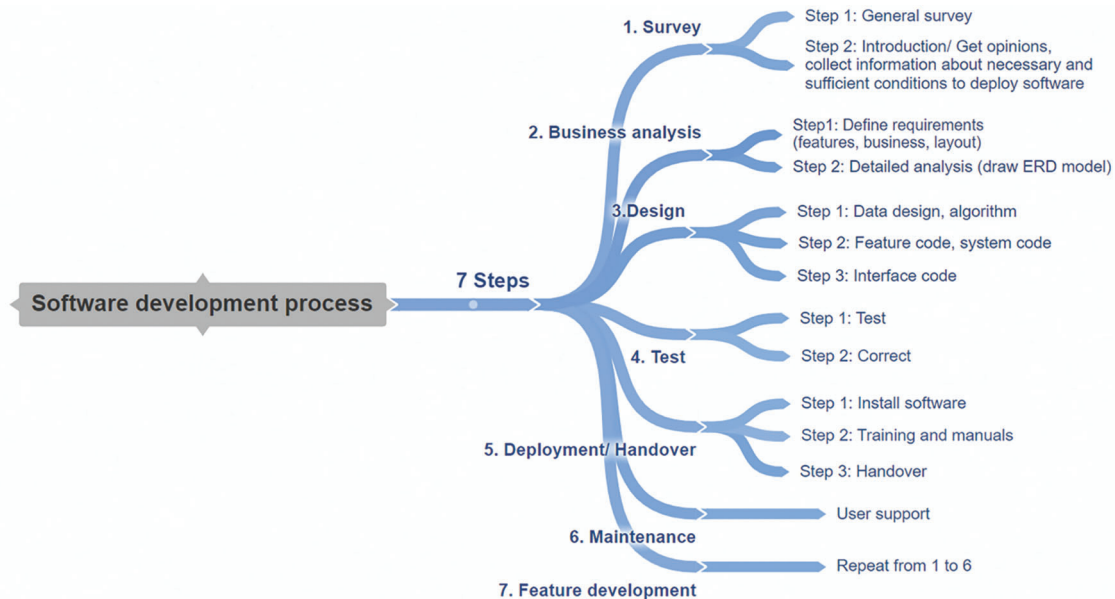 Software development process
7 Steps
1. Survey
Step 1: General survey
Step 2: Introduction/ Get opinions,
collect information about necessary and
sufficient conditions to deploy software
2. Business analysis
Step1: Define requirements
(features, business, layout)
Step 2: Detailed analysis (draw ERD model)
3.Design
Step 1: Data design, algorithm
Step 2: Feature code, system code
Step 3: Interface code
4. Test
Step 1: Test
Step 2: Correct
5. Deployment/ Handover
Step 1: Install software
Step 2: Training and manuals
Step 3: Handover
6. Maintenance
User support
7. Feature development
Repeat from 1 to 6